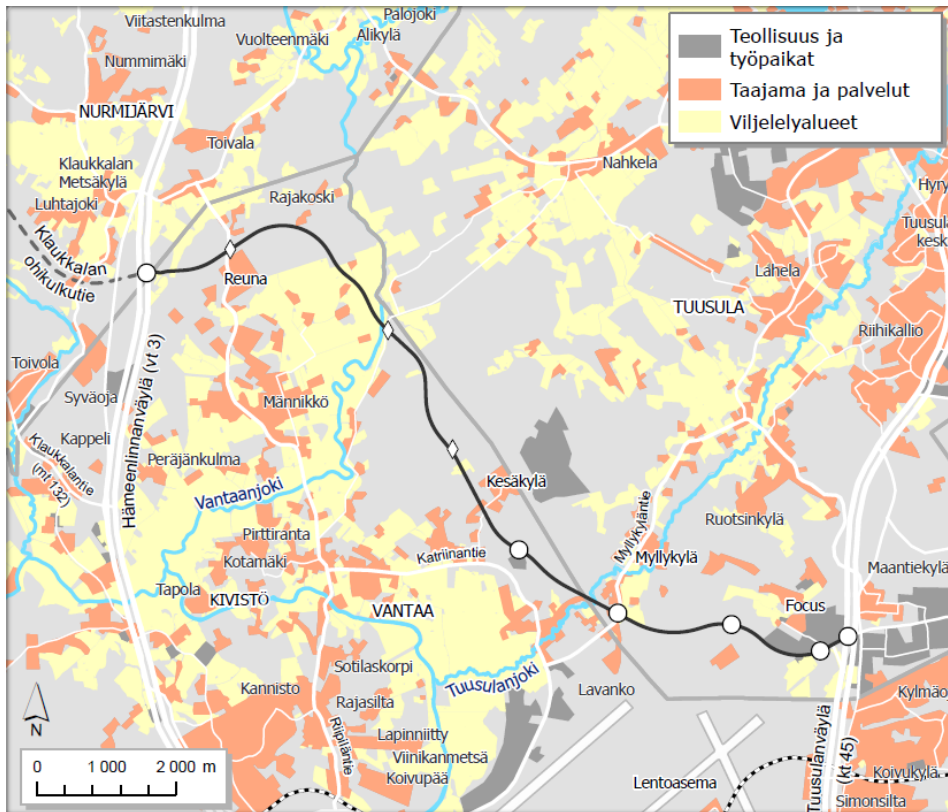 Viitastenkulma
Palojoki
Vuolteenmäki
Alikylä
Nummimäki
Teollisuus ja
työpaikat
Taajama ja palvelut
Viljelelyalueet
NURMIJÄRVI
Toivala
Nahkela
Klaukkalan
Metsäkylä
Luhtajoki
Rajakoski
Hyry
Tuusula
kesk
Klaukkalan
ohikulkutie
Reuna
Lahela
TUUSULA
Riihikallio
Toivola
Syväoja
Hämeenlinnanväylä (vt 3)
Männikkö
Kappeli
Klaukkalantie
(mt 132)
Peräjänkulma
Vantaanjoki
Kesäkylä
Ruotsinkylä
Myllykyläntie
Pirttiranta
Kotamäki
Katriinantie
Myllykylä
Maantiekylä
Tapola
KIVISTÖ
VANTAA
Focus
Sotilaskorpi
Tuusulanjoki
Kannisto
Rajasilta
Lavanko
Kylmäo
Riipiläntie
Lapinniitty
Viinikanmetsä
Koivupää
N
0 1 000 2 000 m
Lentoasema
Tuusulanväylä
(kt 45)
Koivukylä
Simonsilta